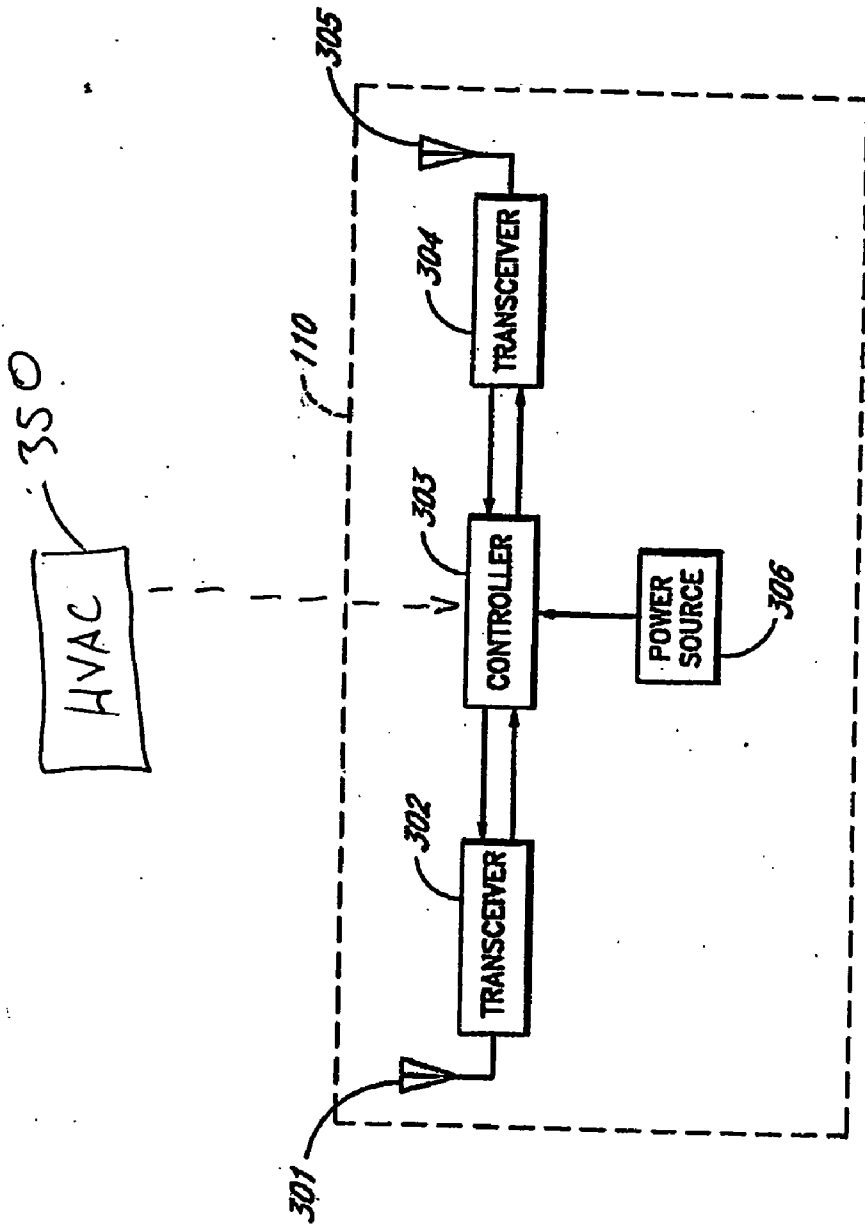 350
HVAC
110
305
304
TRANSCEIVER
303
CONTROLLER
302
TRANSCEIVER
301
POWER
SOURCE
306